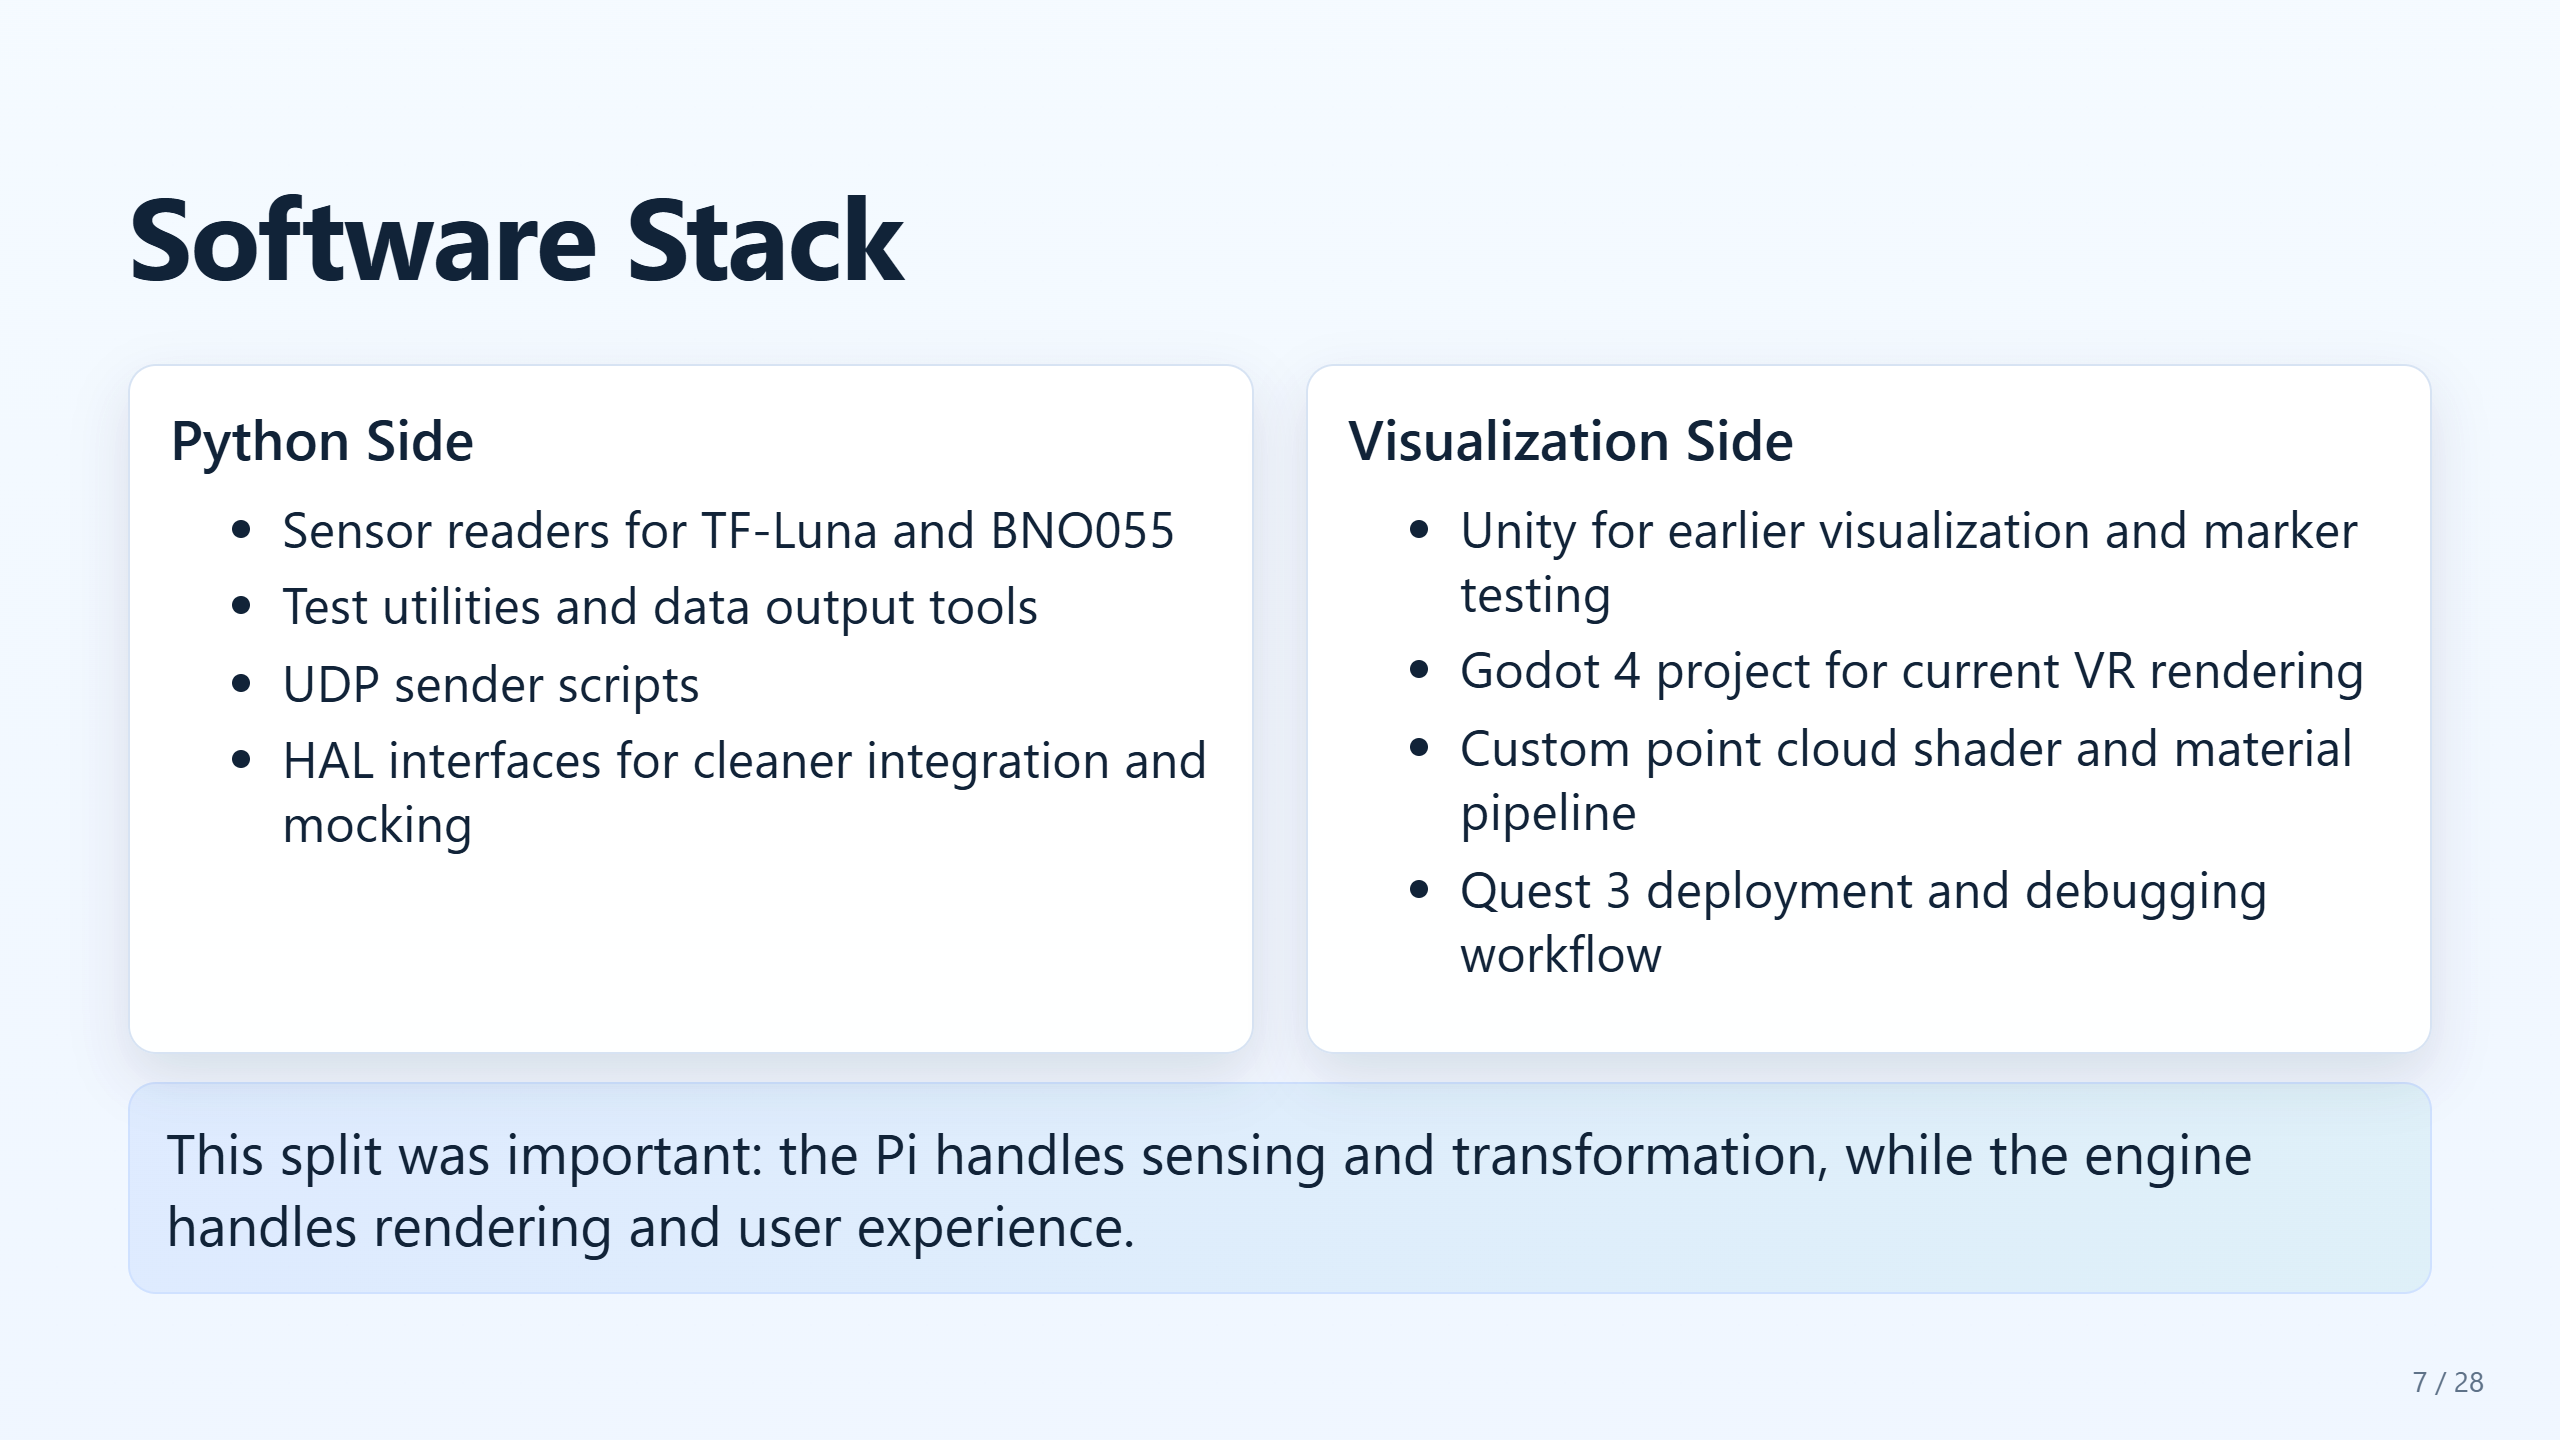 Software Stack
Python Side
• Sensor readers for TF-Luna and BNO055
• Test utilities and data output tools
• UDP sender scripts
• HAL interfaces for cleaner integration and
mocking
Visualization Side
• Unity for earlier visualization and marker
testing
• Godot 4 project for current VR rendering
• Custom point cloud shader and material
pipeline
• Quest 3 deployment and debugging
workflow
This split was important: the Pi handles sensing and transformation, while the engine
handles rendering and user experience.
7 / 28